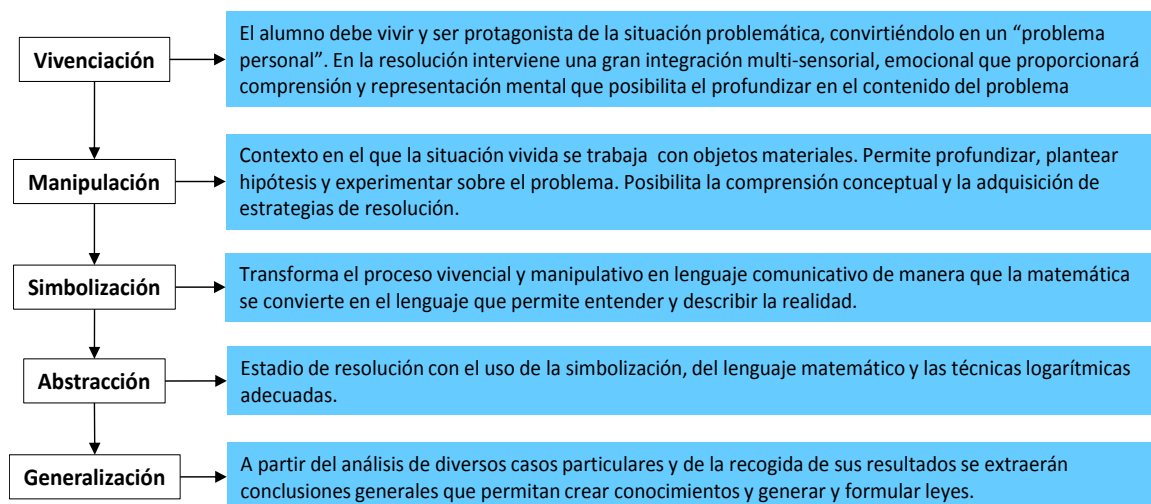 Vivenciación
El alumno debe vivir y ser protagonista de la situación problemática, convirtiéndolo en un “problema
personal”. En la resolución interviene una gran integración multi-sensorial, emocional que proporcionará
comprensión y representación mental que posibilita el profundizar en el contenido del problema
Manipulación
Contexto en el que la situación vivida se trabaja con objetos materiales. Permite profundizar, plantear
hipótesis y experimentar sobre el problema. Posibilita la comprensión conceptual y la adquisición de
estrategias de resolución.
Simbolización
Transforma el proceso vivencial y manipulativo en lenguaje comunicativo de manera que la matemática
se convierte en el lenguaje que permite entender y describir la realidad.
Abstracción
Estadio de resolución con el uso de la simbolización, del lenguaje matemático y las técnicas logarítmicas
adecuadas.
Generalización
A partir del análisis de diversos casos particulares y de la recogida de sus resultados se extraerán
conclusiones generales que permitan crear conocimientos y generar y formular leyes.